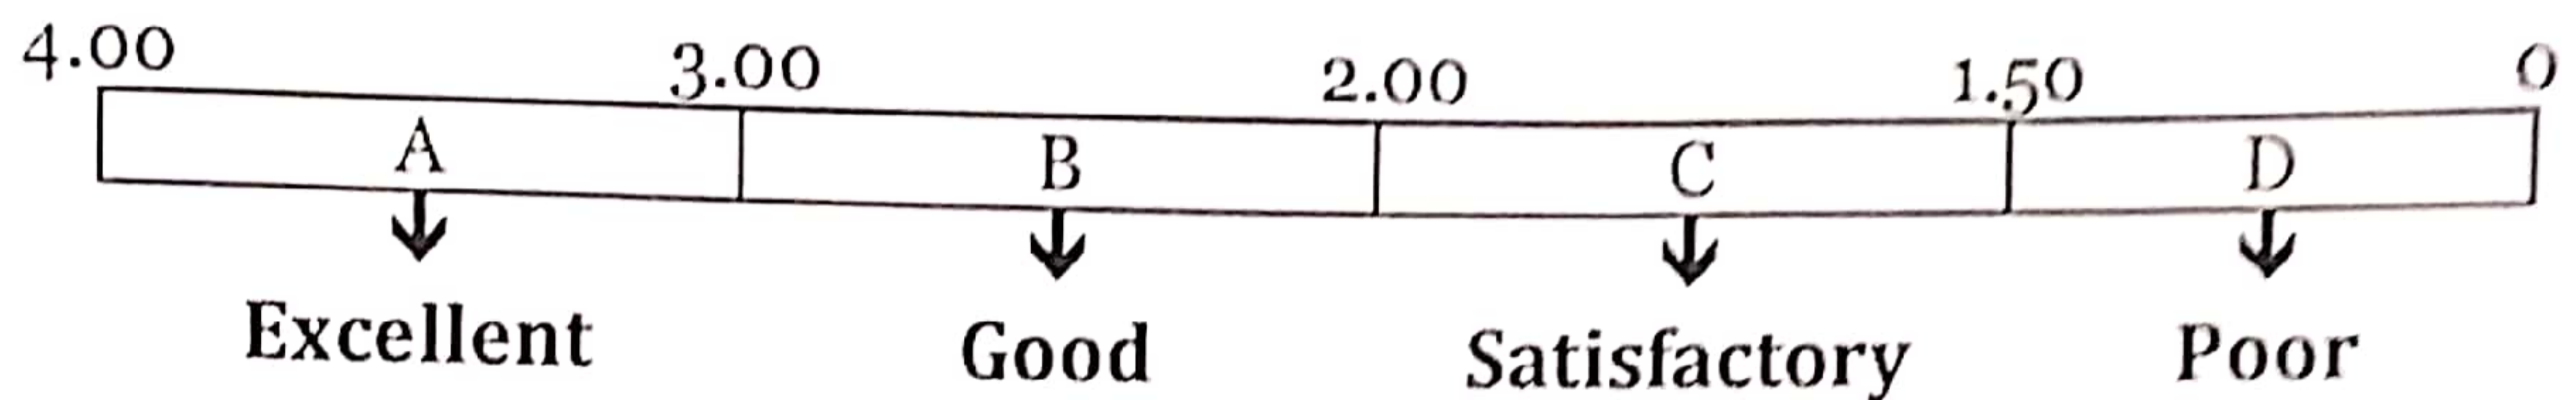 4.00 3.00 2.00 1.50 0
A B C D
Excellent Good Satisfactory Poor